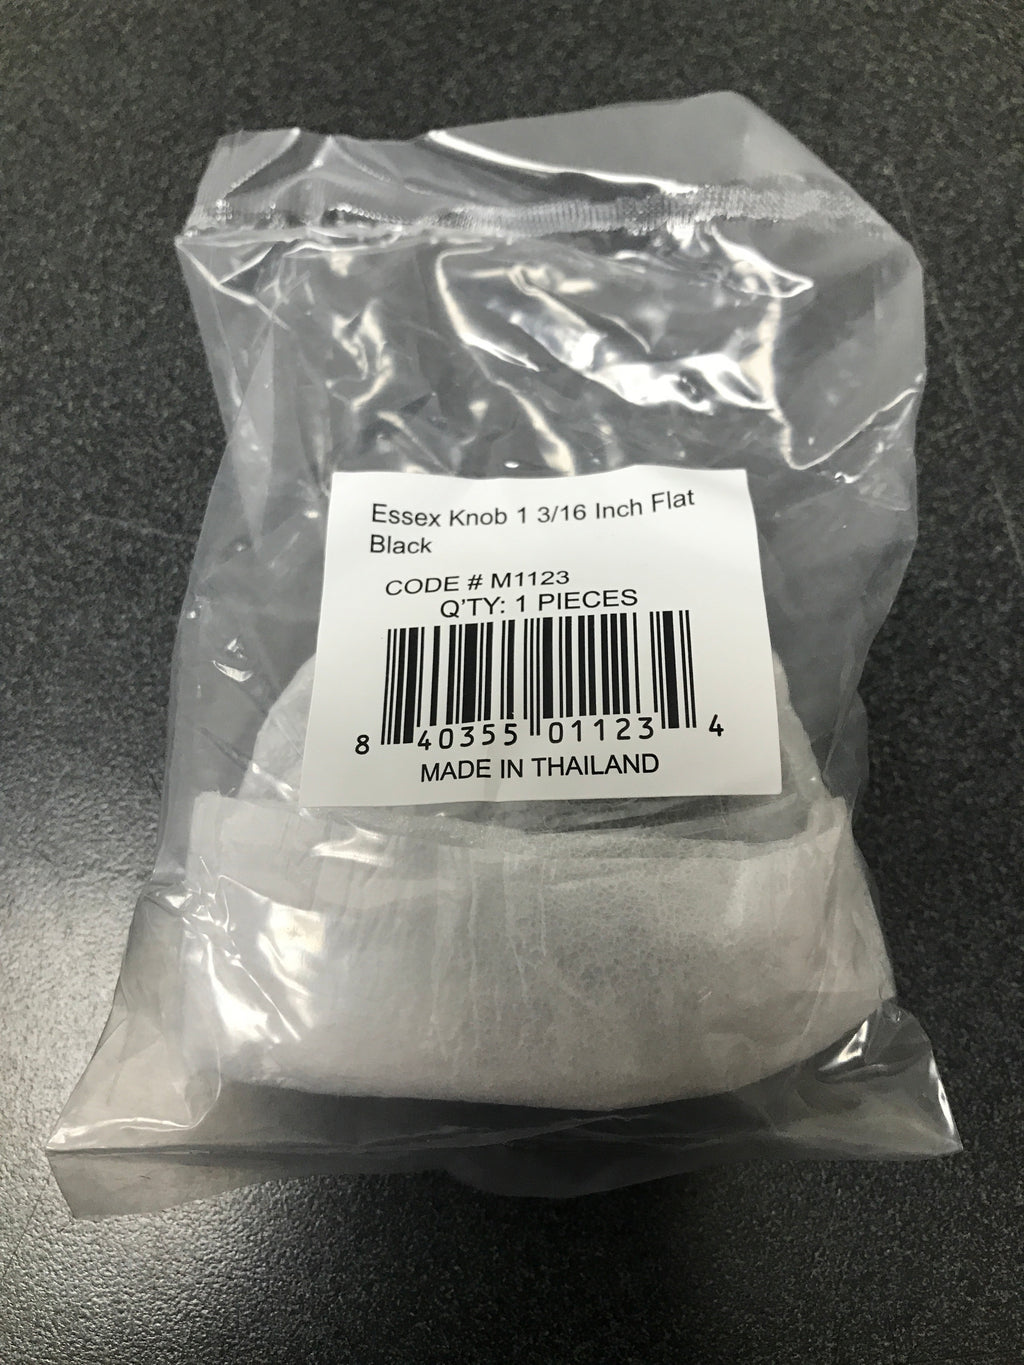 Essex Knob 1 3/16 Inch Flat
Black
CODE # M1123
Q'TY: 1 PIECES
8 40355 01123 4
MADE IN THAILAND